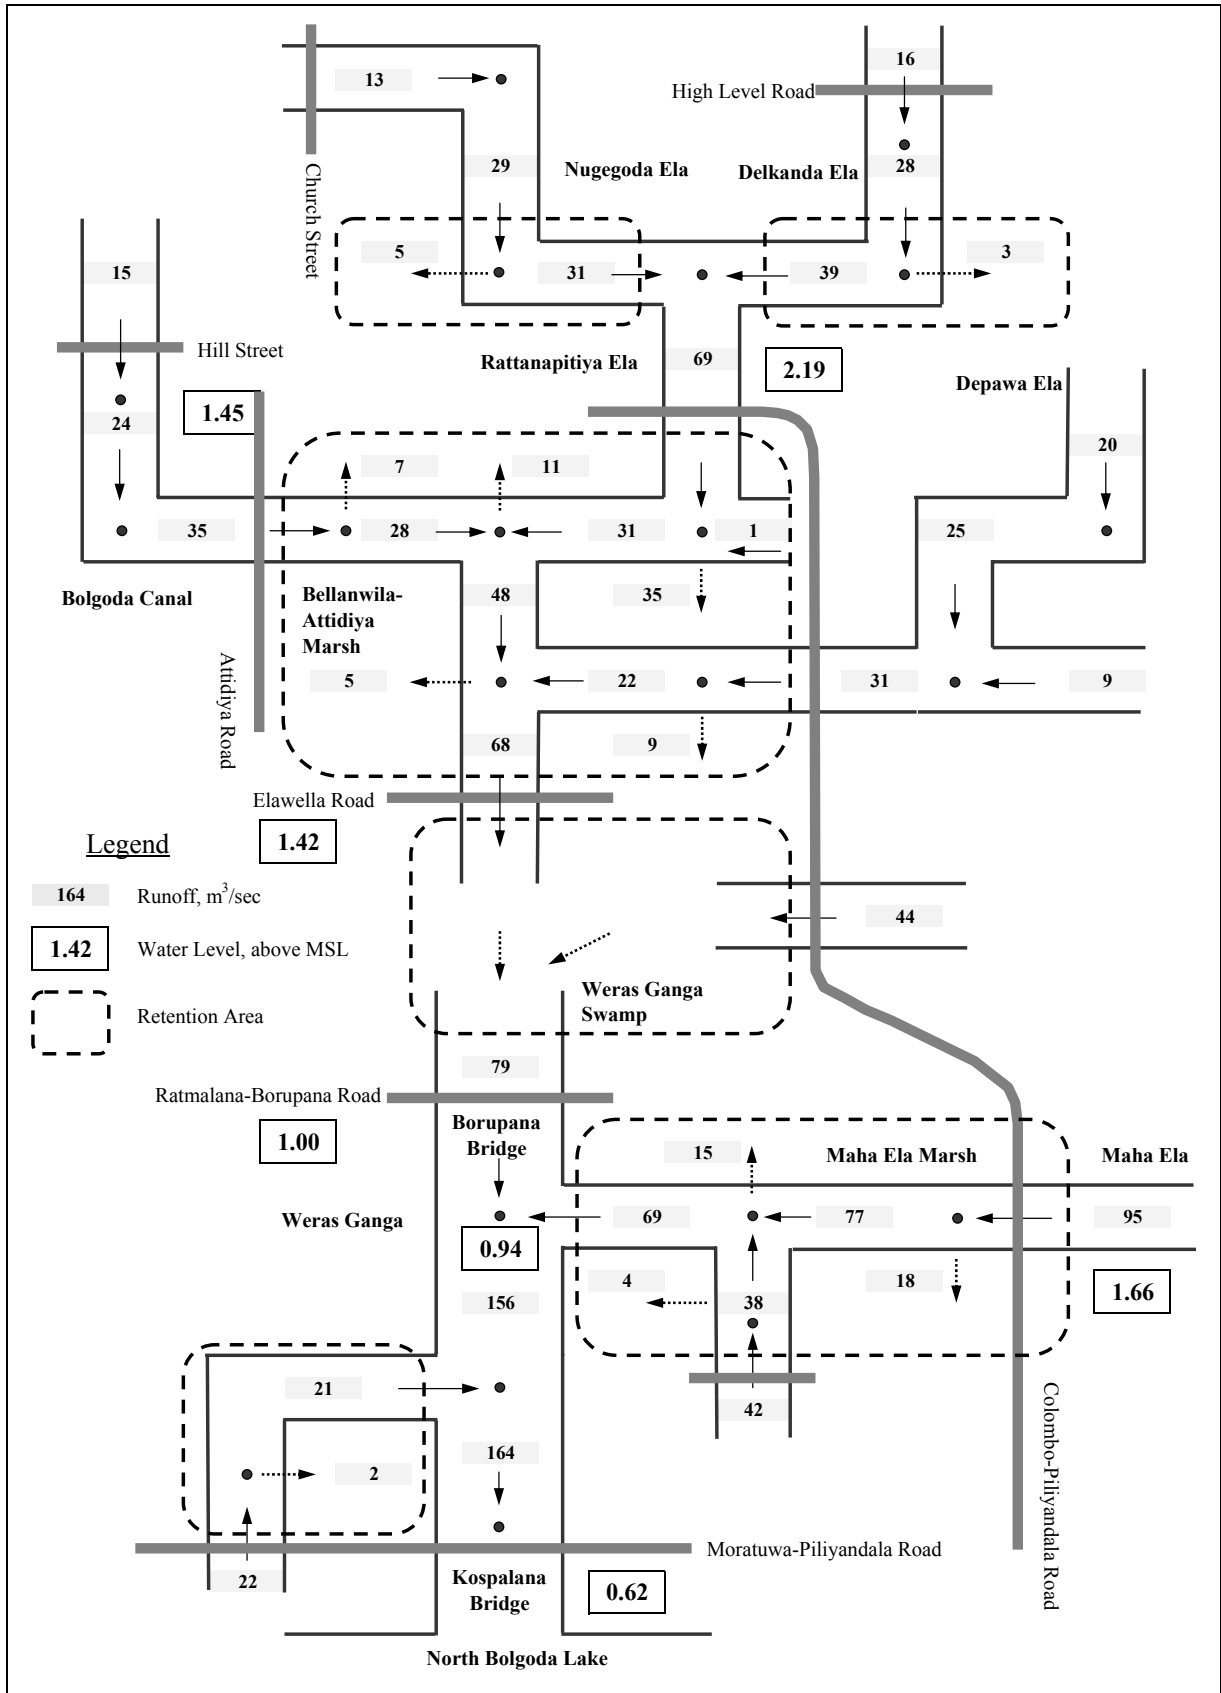 13
16
High Level Road
Church Street
29
Nugegoda Ela
Delkanda Ela
28
5
31
39
3
15
Hill Street
Rattanapitiya Ela
69
2.19
Depawa Ela
1.45
24
7
11
20
35
28
31
1
25
Bolgoda Canal
Bellanwila-
Attidiya
Marsh
48
35
Attidiya Road
5
22
31
9
68
9
Elawella Road
1.42
Legend
164
Runoff, m³/sec
44
1.42
Water Level, above MSL
Weras Ganga
Swamp
Retention Area
79
Ratmalana-Borupana Road
1.00
Borupana
Bridge
15
Maha Ela Marsh
Maha Ela
Weras Ganga
69
77
95
0.94
4
18
1.66
156
38
21
42
Colombo-Piliyandala Road
164
2
Moratuwa-Piliyandala Road
22
Kospalana
Bridge
0.62
North Bolgoda Lake